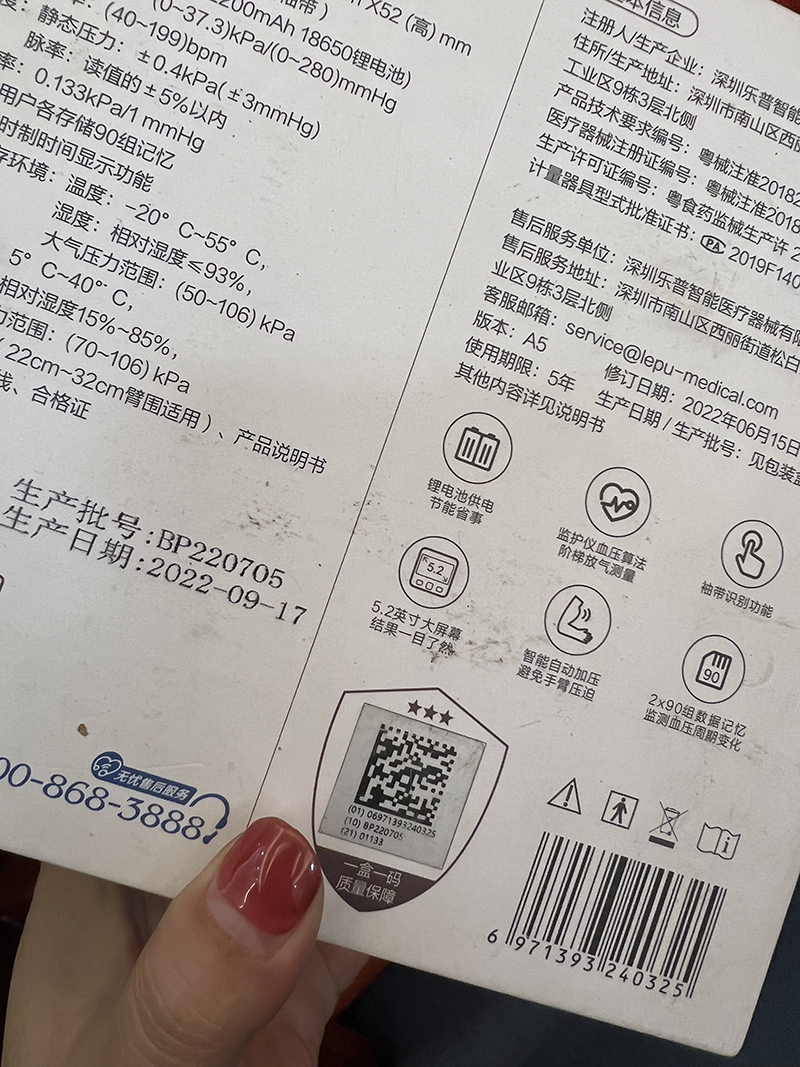 X52 (高) mm
2200mAh 18650锂电池)
(0~37.3)kPa/(0~280)mmHg
(40~199)bpm
静态压力: ±0.4kPa(±3mmHg)
脉率: 读值的±5%以内
率: 0.133kPa/1 mmHg
用户各存储90组记忆
时制时间显示功能
存环境: 温度: -20°C~55°C,
湿度: 相对湿度≤93%,
大气压力范围: (50~106) kPa
5°C~40°C,
相对湿度15%~85%,
力范围: (70~106) kPa
22cm~32cm臂围适用)、产品说明书
线、合格证
生产批号:BP220705
生产日期:2022-09-17
无忧售后服务
00-868-3888
本信息
注册人/生产企业: 深圳乐普智能
住所/生产地址: 深圳市南山区西丽
工业区9栋3层北侧
产品技术要求编号: 粤械注准20182
医疗器械注册证编号: 粤械注准2018
生产许可证编号: 粤食药监械生产许 2
计量器具型式批准证书: PA 2019F140
售后服务单位: 深圳乐普智能医疗器械有限
售后服务地址: 深圳市南山区西丽街道松白
业区9栋3层北侧
客服邮箱: service@lepu-medical.com
版本: A5 修订日期: 2022年06月15日
使用期限: 5年 生产日期/生产批号: 见包装盒
其他内容详见说明书
锂电池供电
节能省事
监护仪血压算法
阶梯放气测量
袖带识别功能
5.2
5.2英寸大屏幕
结果一目了然
智能自动加压
避免手臂压迫
90
2x90组数据记忆
监测血压周期变化
(01) 06971393240325
(10) BP220705
(21) 01133
一盒一码
质量保障
6 971393 240325